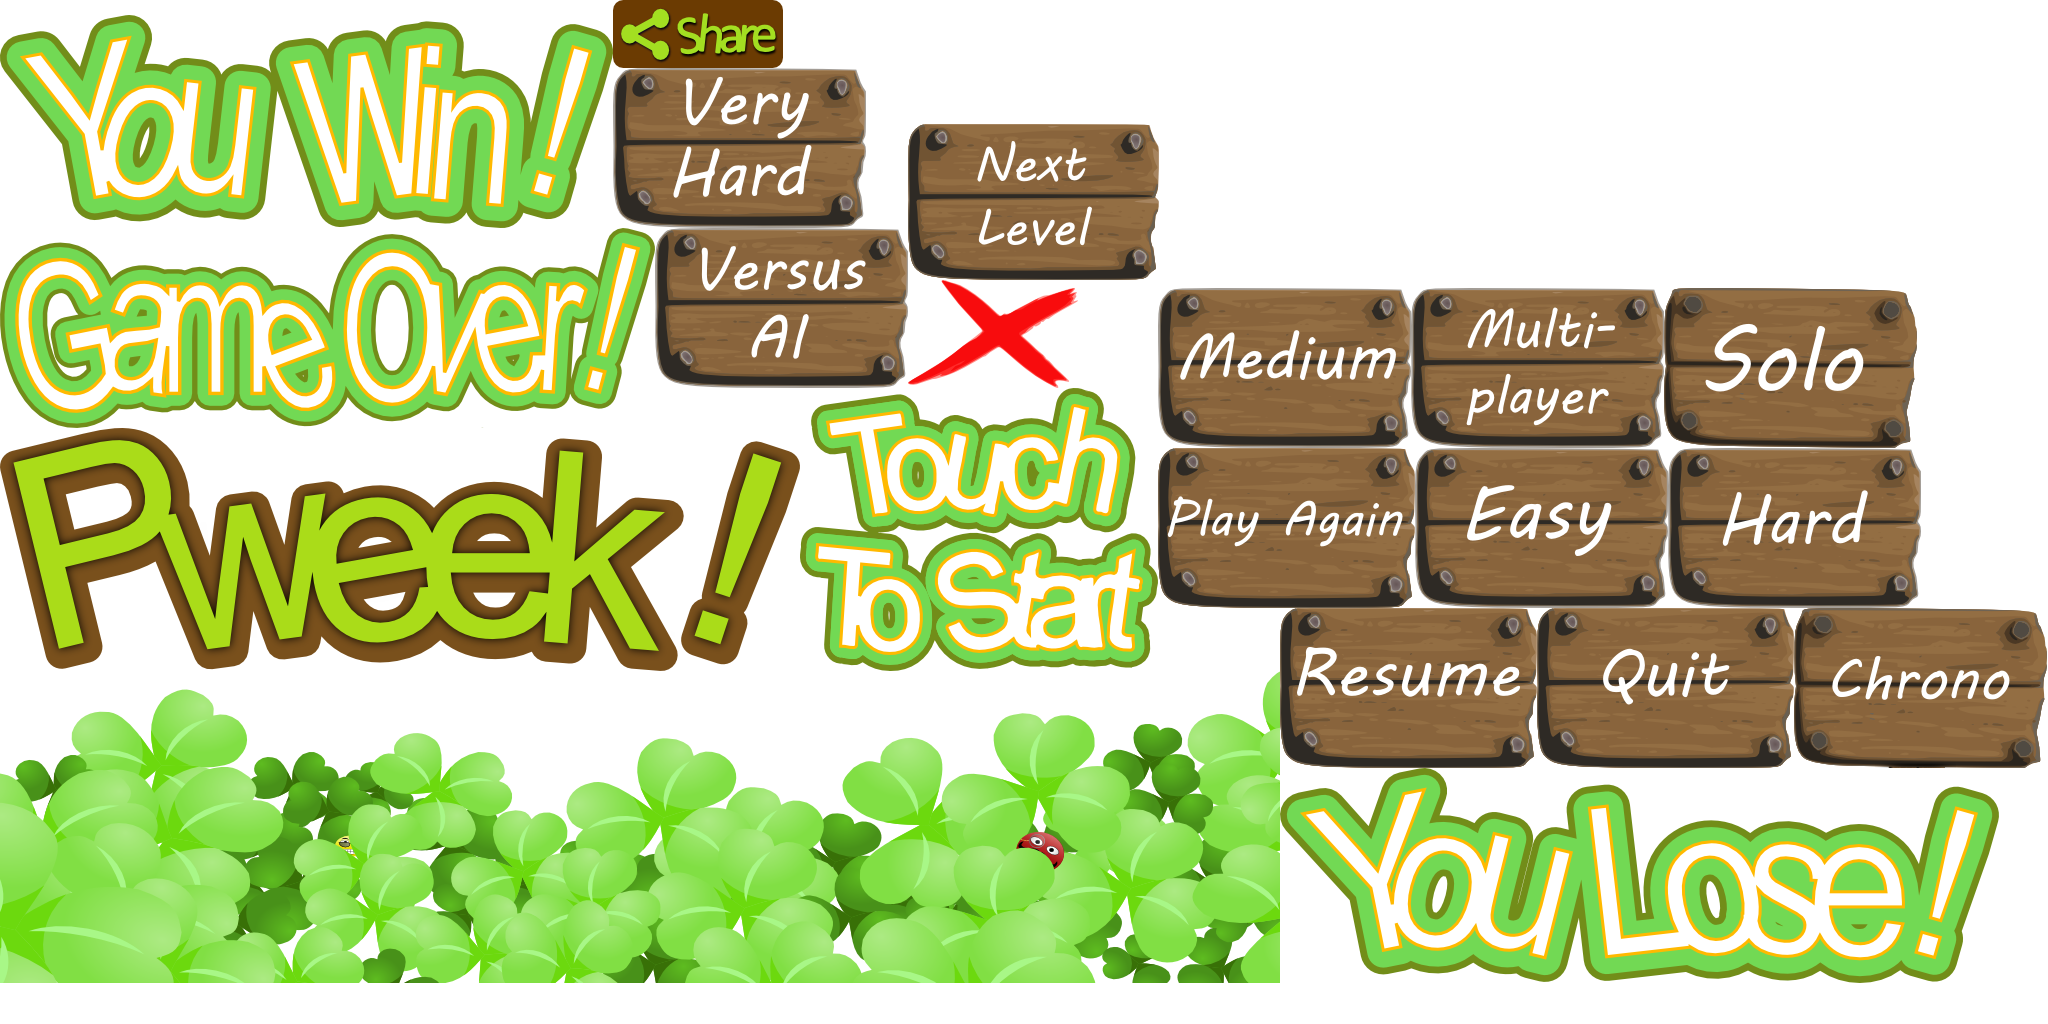 You Win!
Share
Very
Hard
Next
Level
Game Over!
Versus
AI
Medium
Multi-
player
Solo
Pweek!
Touch
To Start
Play Again
Easy
Hard
Resume
Quit
Chrono
You Lose!